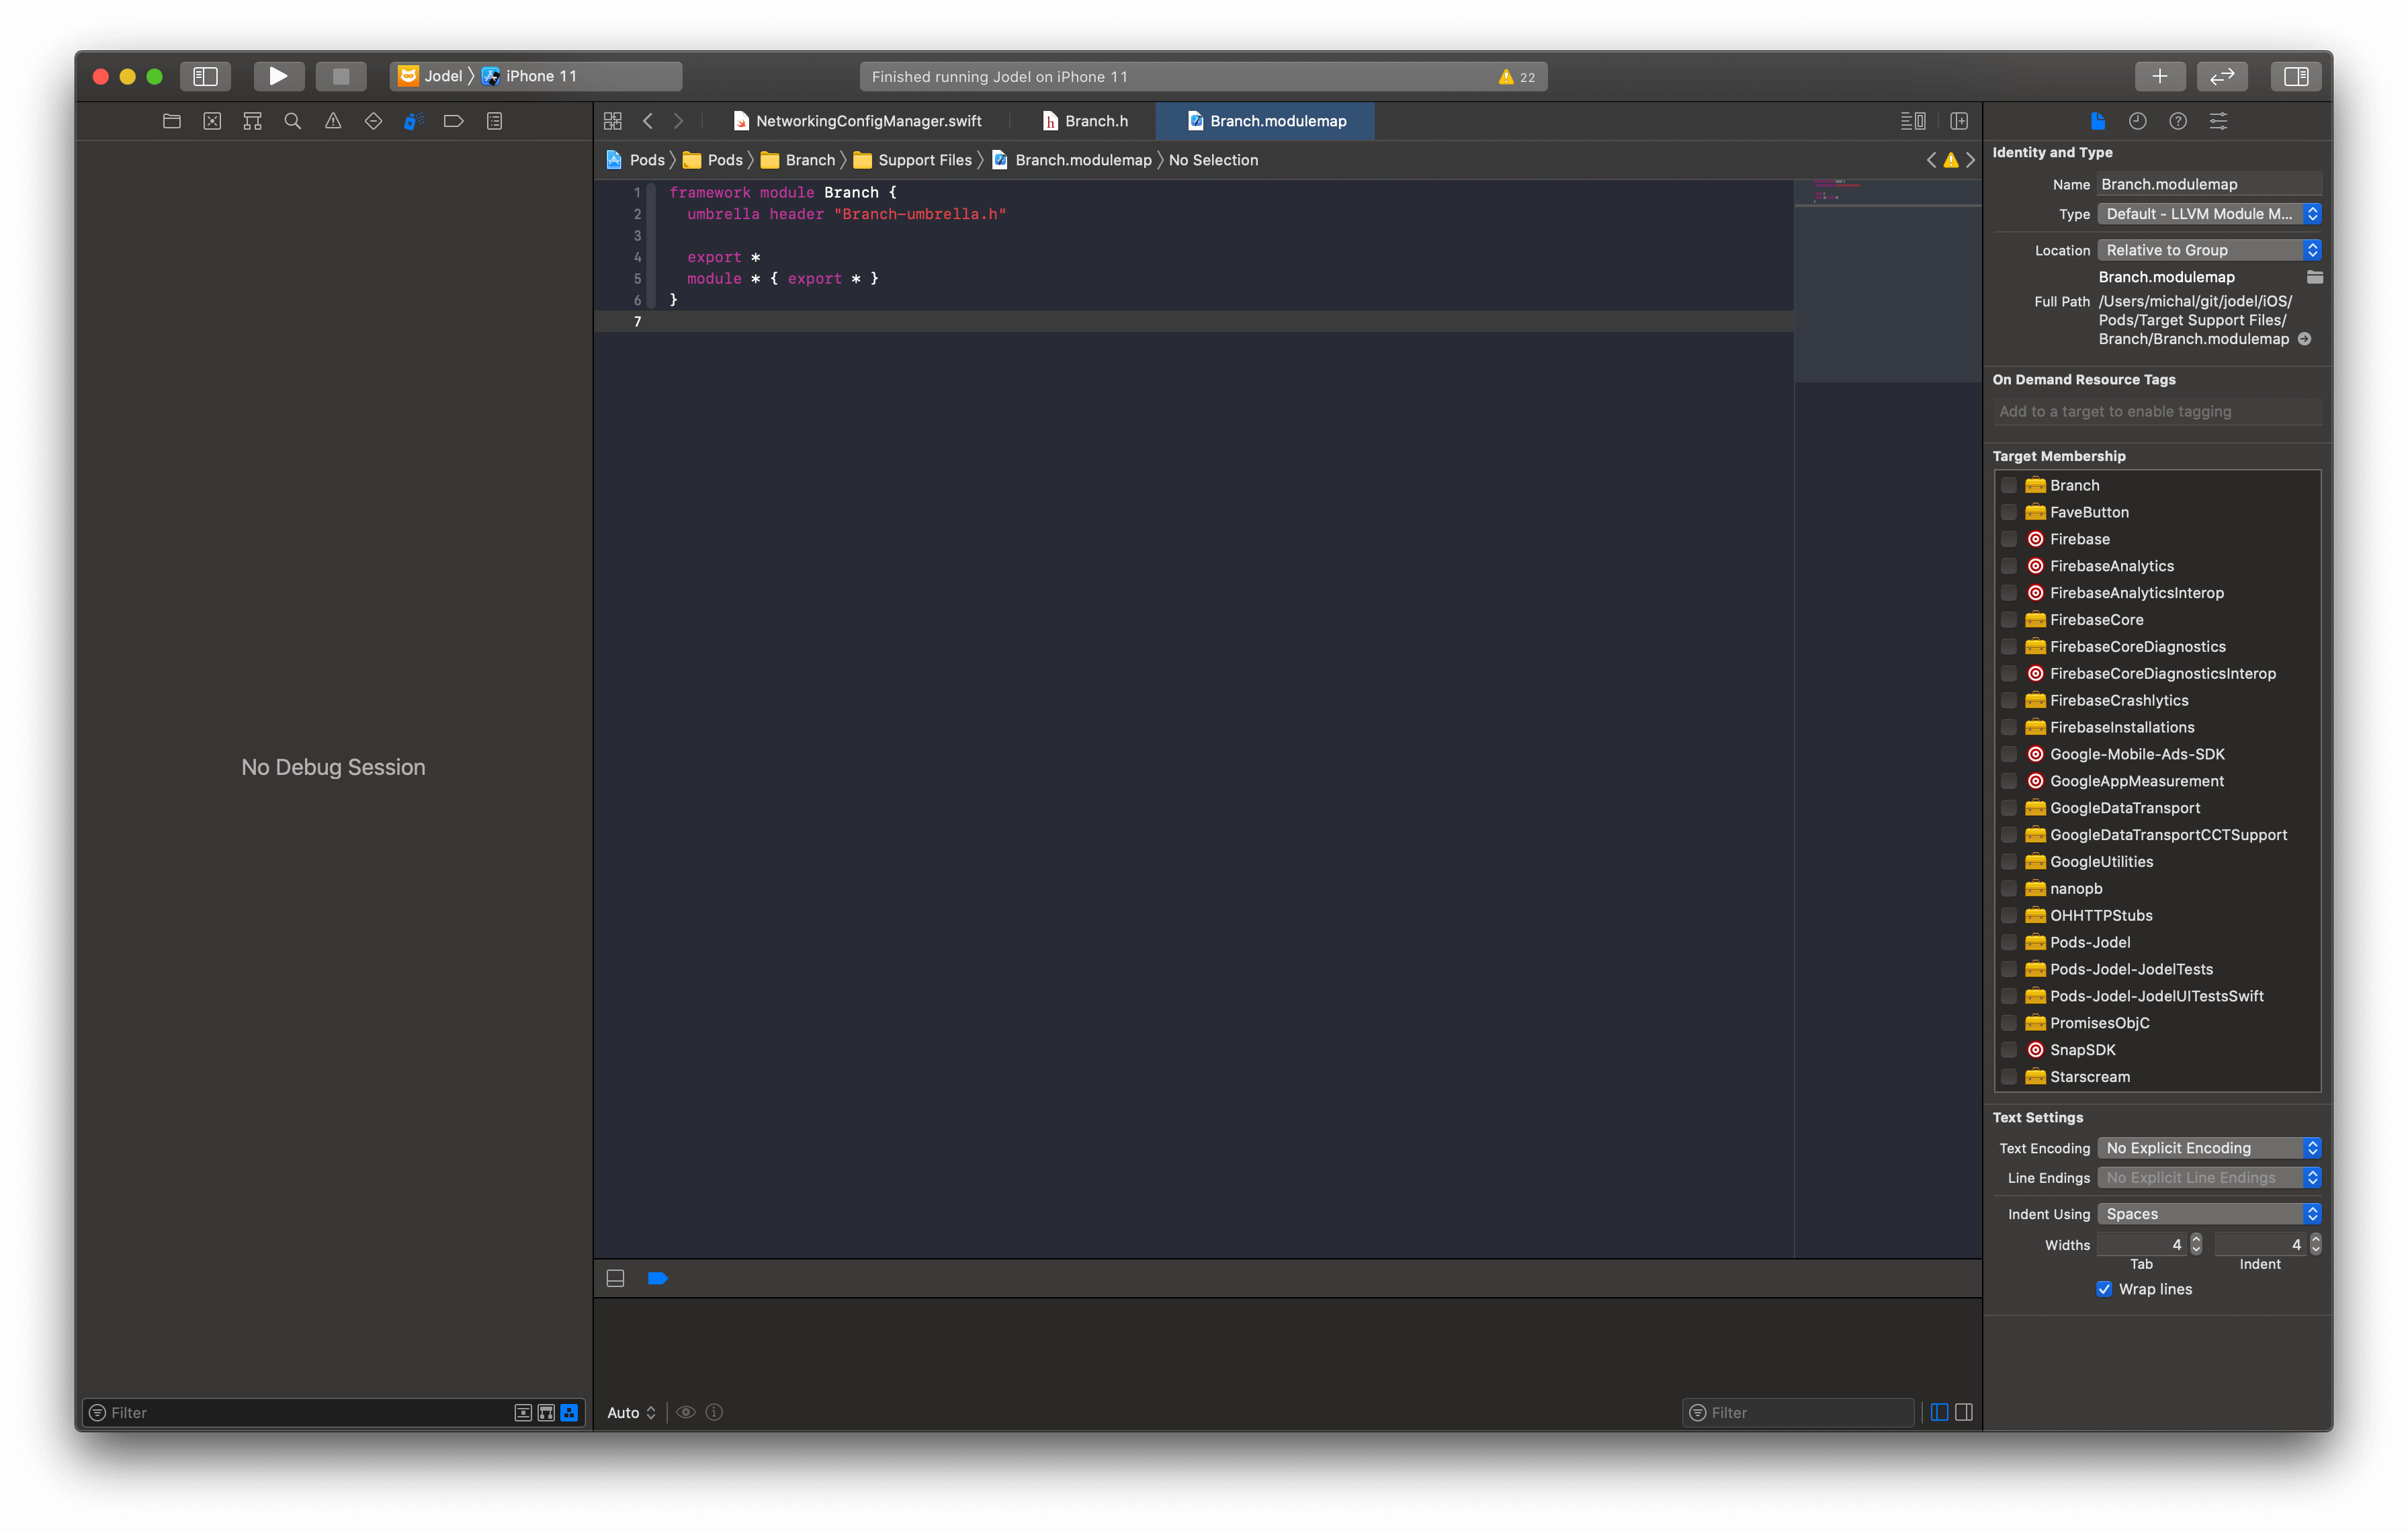 Jodel 〉 iPhone 11
Finished running Jodel on iPhone 11
22
NetworkingConfigManager.swift
Branch.h
Branch.modulemap
Pods 〉 Pods 〉 Branch 〉 Support Files 〉 Branch.modulemap 〉 No Selection
1 framework module Branch {
2 umbrella header "Branch-umbrella.h"
3
4 export *
5 module * { export * }
6 }
7
No Debug Session
Filter
Auto
Filter
Identity and Type
Name Branch.modulemap
Type Default - LLVM Module M...
Location Relative to Group
Branch.modulemap
Full Path /Users/michal/git/jodel/iOS/
Pods/Target Support Files/
Branch/Branch.modulemap
On Demand Resource Tags
Add to a target to enable tagging
Target Membership
Branch
FaveButton
Firebase
FirebaseAnalytics
FirebaseAnalyticsInterop
FirebaseCore
FirebaseCoreDiagnostics
FirebaseCoreDiagnosticsInterop
FirebaseCrashlytics
FirebaseInstallations
Google-Mobile-Ads-SDK
GoogleAppMeasurement
GoogleDataTransport
GoogleDataTransportCCTSupport
GoogleUtilities
nanopb
OHHTTPStubs
Pods-Jodel
Pods-Jodel-JodelTests
Pods-Jodel-JodelUITestsSwift
PromisesObjC
SnapSDK
Starscream
Text Settings
Text Encoding No Explicit Encoding
Line Endings No Explicit Line Endings
Indent Using Spaces
Widths 4 4
Tab Indent
Wrap lines